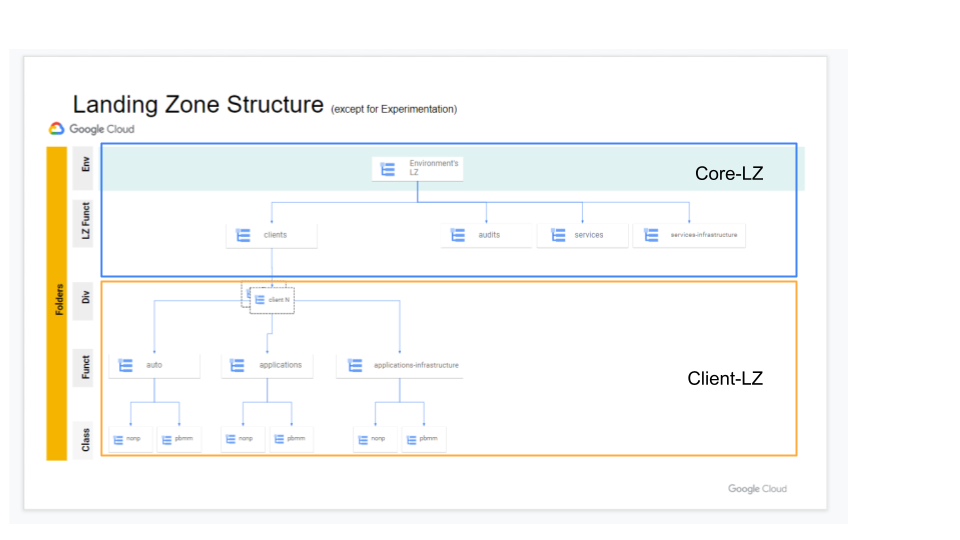 Landing Zone Structure (except for Experimentation)
Google Cloud
Folders
Env
Environment's
LZ
Core-LZ
LZ Funct
clients
audits
services
services-infrastructure
Div
client N
Funct
auto
applications
applications-infrastructure
Client-LZ
Class
nonp
pbmm
nonp
pbmm
nonp
pbmm
Google Cloud